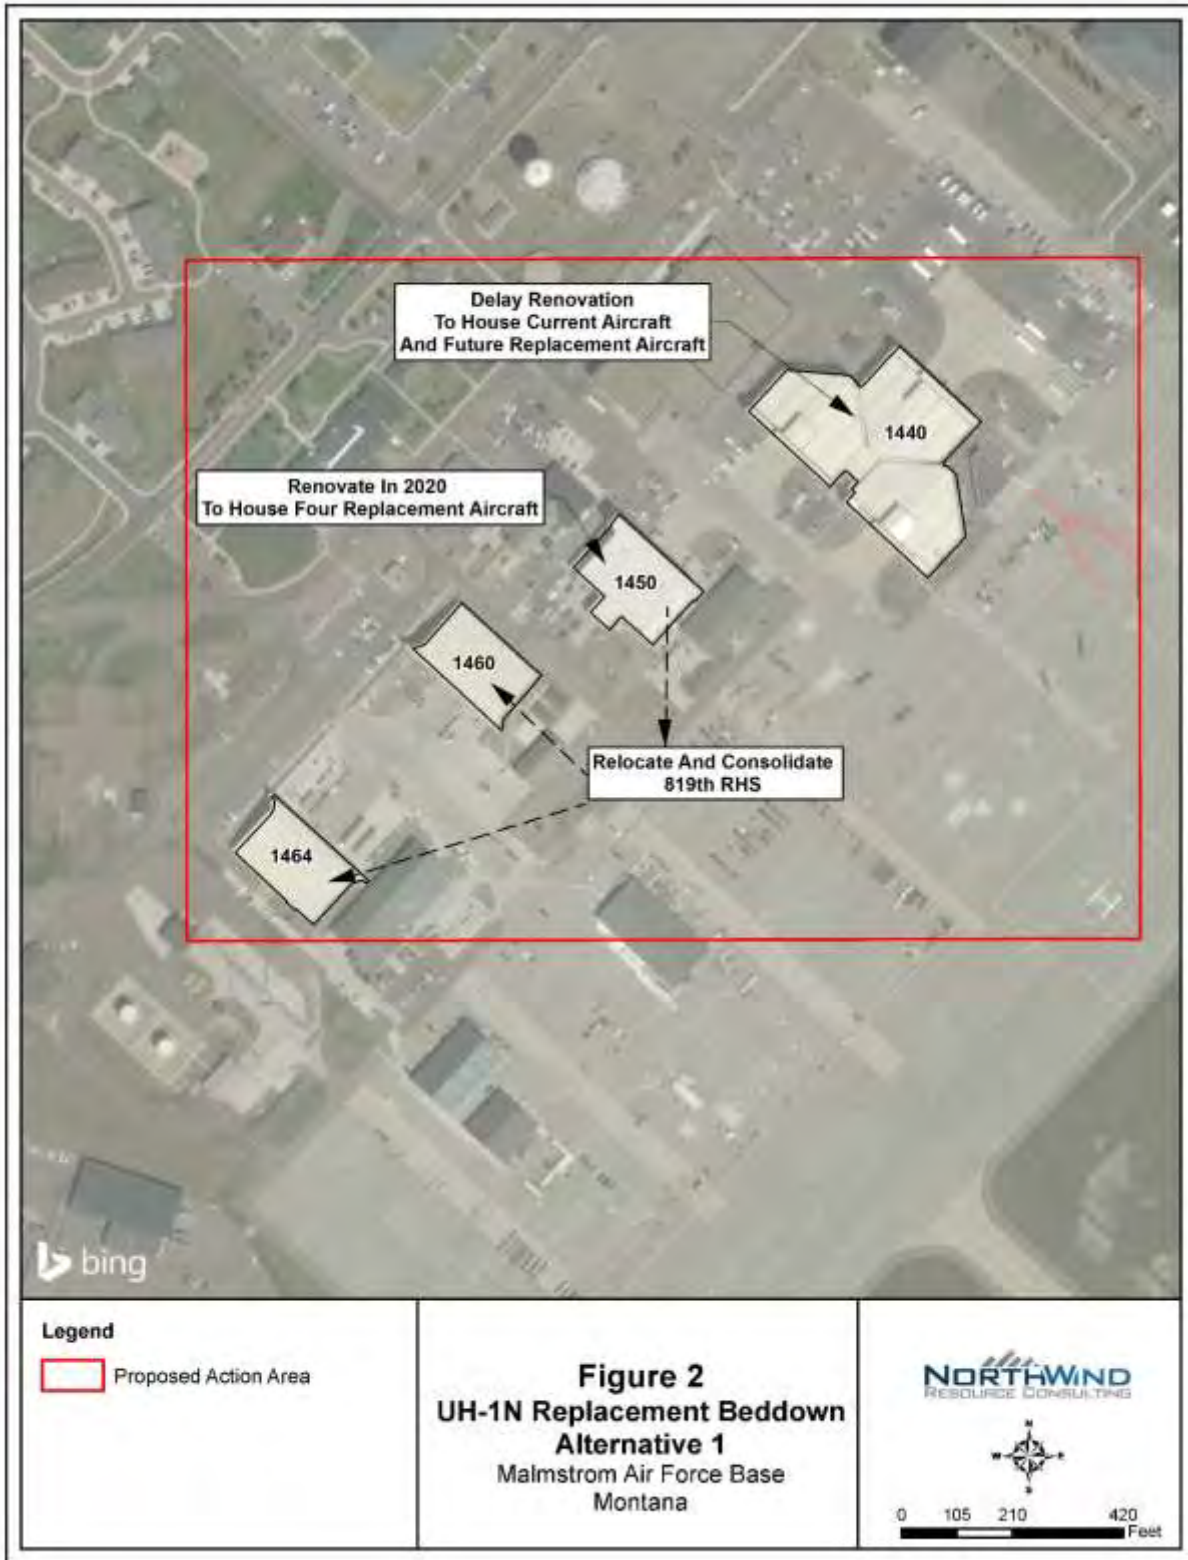 Delay Renovation
To House Current Aircraft
And Future Replacement Aircraft
1440
Renovate In 2020
To House Four Replacement Aircraft
1450
1460
Relocate And Consolidate
819th RHS
1464
bing
Legend
Proposed Action Area
Figure 2
UH-1N Replacement Beddown
Alternative 1
Malmstrom Air Force Base
Montana
NORTHWIND
RESOURCE CONSULTING
N
W E
S
0 105 210 420
Feet